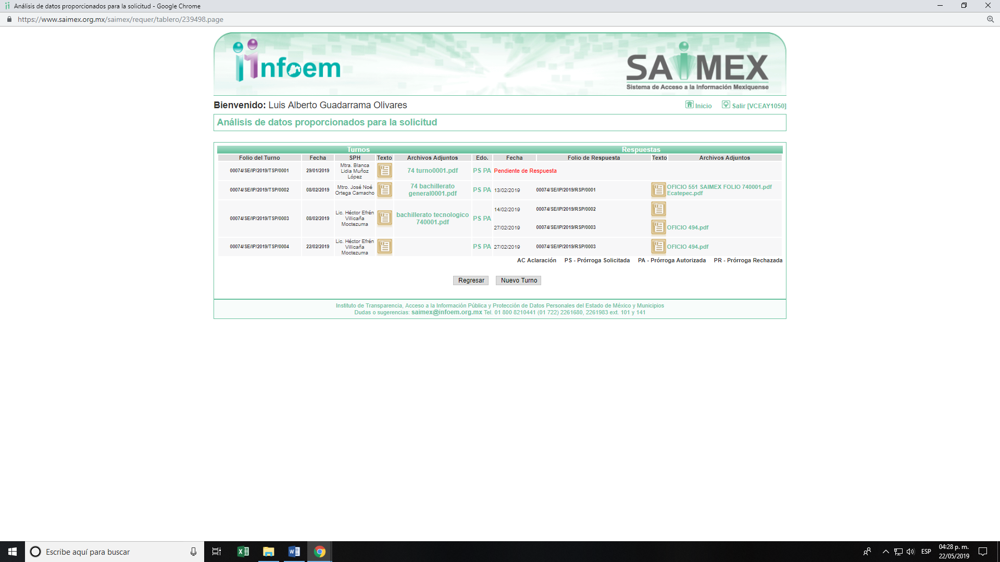 Análisis de datos proporcionados para la solicitud - Google Chrome
https://www.saimex.org.mx/saimex/requer/tablero/239498.page
infoem
SAIMEX
Sistema de Acceso a la Información Mexiquense
Bienvenido: Luis Alberto Guadarrama Olivares
Inicio Salir [VCEAY1050]
Análisis de datos proporcionados para la solicitud
Turnos Respuestas
Folio del Turno Fecha SPH Texto Archivos Adjuntos Edo. Fecha Folio de Respuesta Texto Archivos Adjuntos
00074/SE/IP/2019/TSP/0001 29/01/2019 Mtra. Blanca Lidia Muñoz López 74 turno0001.pdf PS PA Pendiente de Respuesta
00074/SE/IP/2019/TSP/0002 08/02/2019 Mtro. José Noé Ortega Camacho 74 bachillerato general0001.pdf PS PA 13/02/2019 00074/SE/IP/2019/RSP/0001 OFICIO 551 SAIMEX FOLIO 740001.pdf
Ecatepec.pdf
00074/SE/IP/2019/TSP/0003 08/02/2019 Lic. Héctor Efrén Villicaña Moctezuma bachillerato tecnologico 740001.pdf PS PA 14/02/2019 00074/SE/IP/2019/RSP/0002
27/02/2019 00074/SE/IP/2019/RSP/0003 OFICIO 494.pdf
00074/SE/IP/2019/TSP/0004 22/02/2019 Lic. Héctor Efrén Villicaña Moctezuma PS PA 27/02/2019 00074/SE/IP/2019/RSP/0003 OFICIO 494.pdf
AC Aclaración PS - Prórroga Solicitada PA - Prórroga Autorizada PR - Prórroga Rechazada
Regresar Nuevo Turno
Instituto de Transparencia, Acceso a la Información Pública y Protección de Datos Personales del Estado de México y Municipios
Dudas o sugerencias: saimex@infoem.org.mx Tel. 01 800 8210441 (01 722) 2261680, 2261983 ext. 101 y 141
Escribe aquí para buscar
ESP
04:28 p. m.
22/05/2019